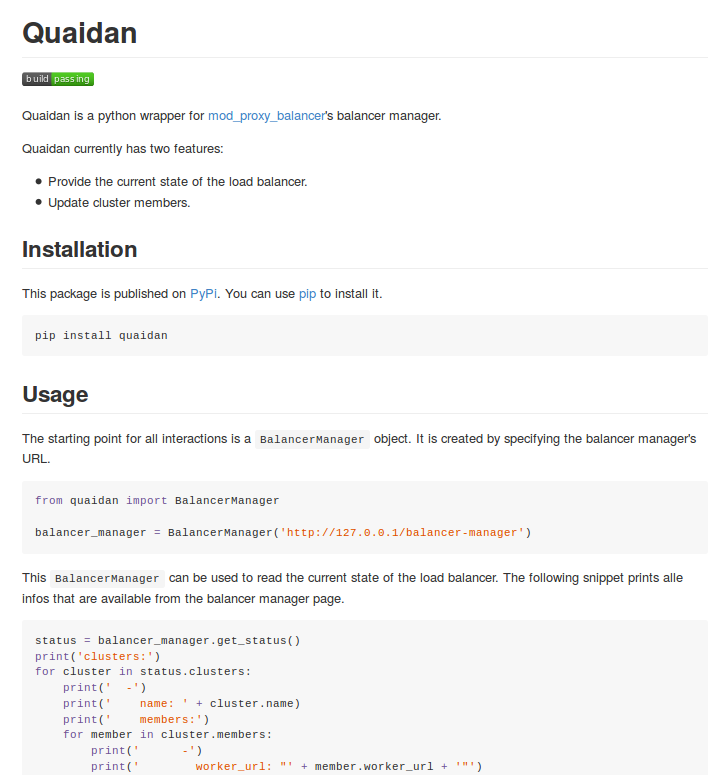 Quaidan
build passing
Quaidan is a python wrapper for mod_proxy_balancer's balancer manager.
Quaidan currently has two features:
● Provide the current state of the load balancer.
● Update cluster members.
Installation
This package is published on PyPi. You can use pip to install it.
pip install quaidan
Usage
The starting point for all interactions is a BalancerManager object. It is created by specifying the balancer manager's
URL.
from quaidan import BalancerManager
balancer_manager = BalancerManager('http://127.0.0.1/balancer-manager')
This BalancerManager can be used to read the current state of the load balancer. The following snippet prints alle
infos that are available from the balancer manager page.
status = balancer_manager.get_status()
print('clusters:')
for cluster in status.clusters:
    print('  -')
    print('    name: ' + cluster.name)
    print('    members:')
    for member in cluster.members:
        print('      -')
        print('        worker_url: "' + member.worker_url + '"')